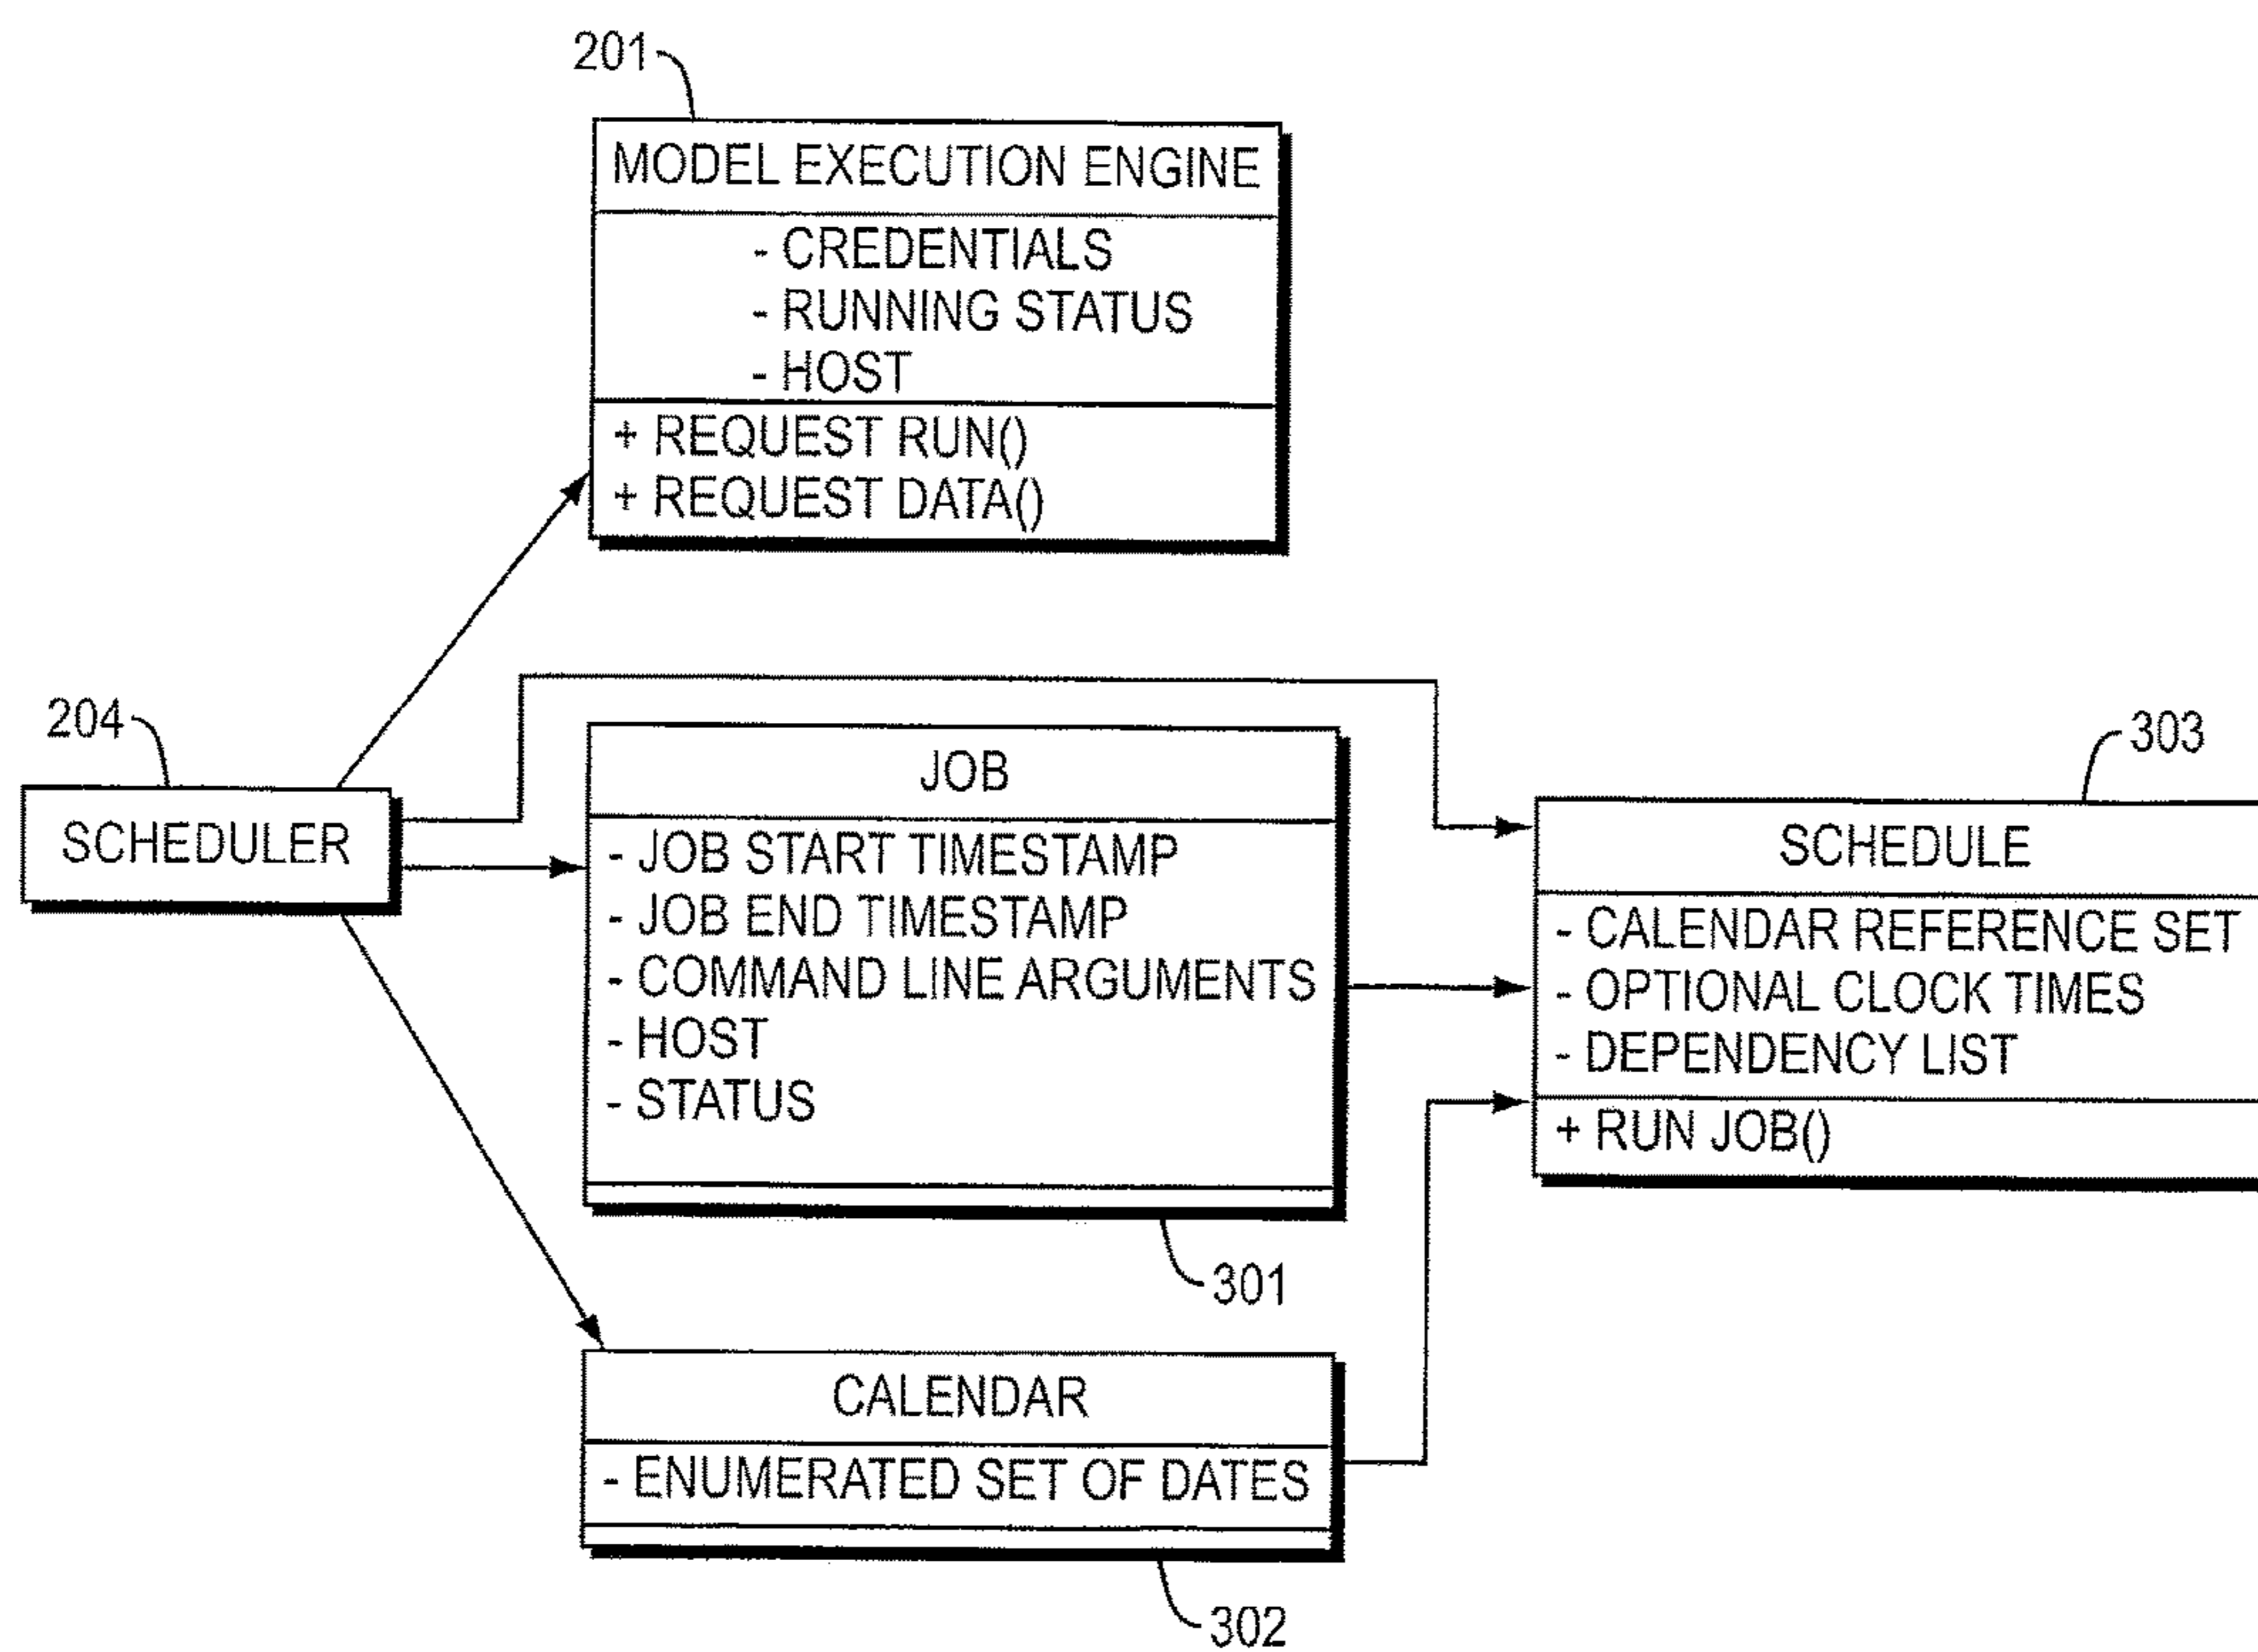 201
MODEL EXECUTION ENGINE
- CREDENTIALS
- RUNNING STATUS
- HOST
+ REQUEST RUN()
+ REQUEST DATA()
204
SCHEDULER
JOB
- JOB START TIMESTAMP
- JOB END TIMESTAMP
- COMMAND LINE ARGUMENTS
- HOST
- STATUS
301
303
SCHEDULE
- CALENDAR REFERENCE SET
- OPTIONAL CLOCK TIMES
- DEPENDENCY LIST
+ RUN JOB()
CALENDAR
- ENUMERATED SET OF DATES
302